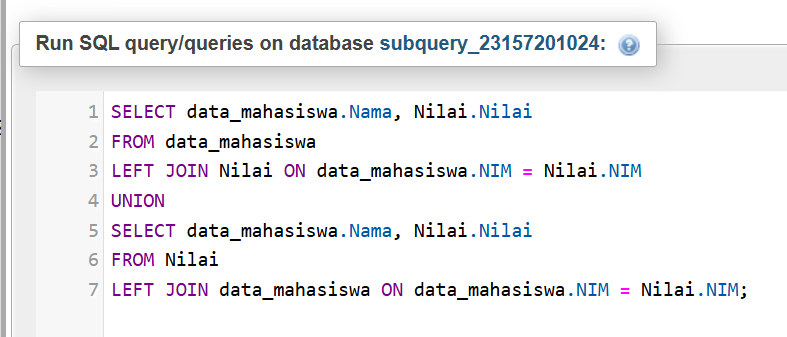 Run SQL query/queries on database subquery_23157201024:
1 SELECT data_mahasiswa.Nama, Nilai.Nilai
2 FROM data_mahasiswa
3 LEFT JOIN Nilai ON data_mahasiswa.NIM = Nilai.NIM
4 UNION
5 SELECT data_mahasiswa.Nama, Nilai.Nilai
6 FROM Nilai
7 LEFT JOIN data_mahasiswa ON data_mahasiswa.NIM = Nilai.NIM;